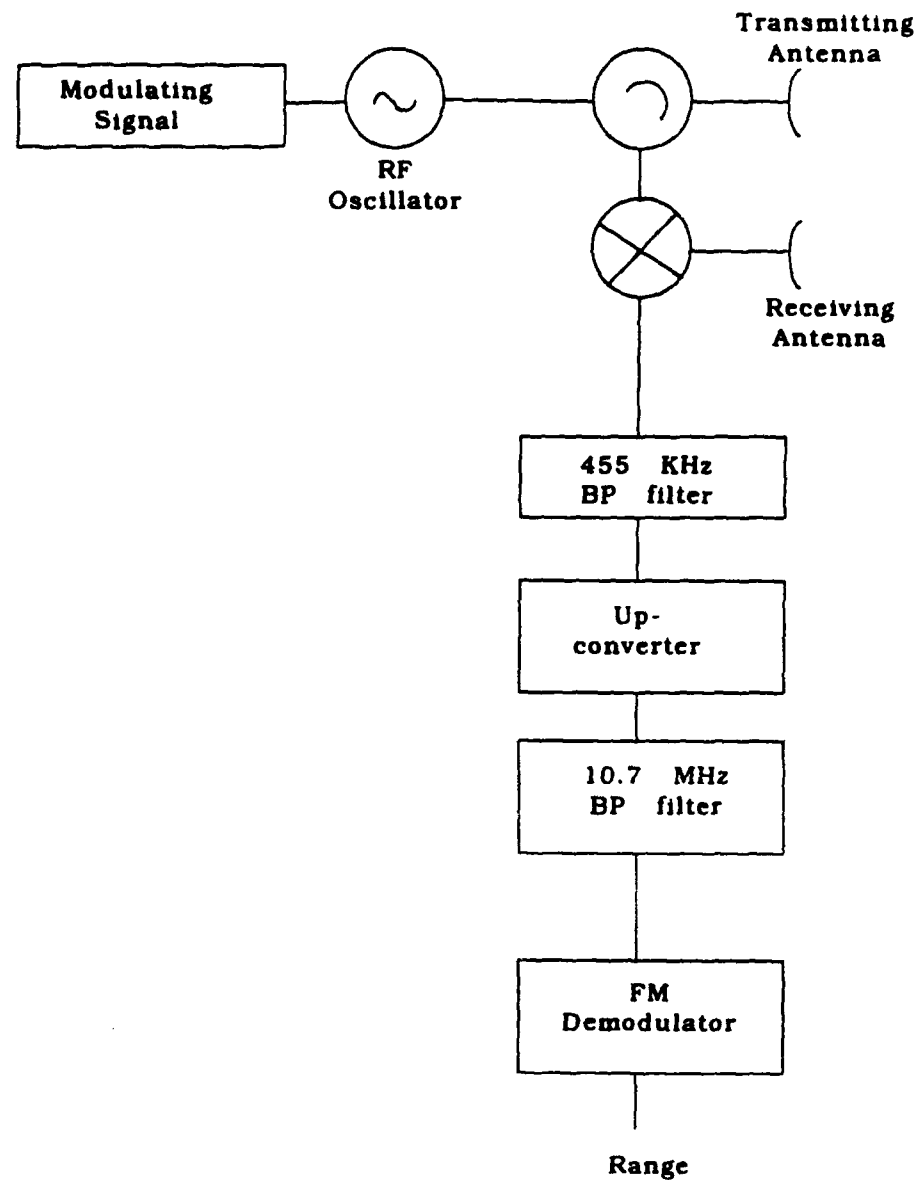 Transmitting
Antenna
Modulating
Signal
RF
Oscillator
Receiving
Antenna
455 KHz
BP filter
Up-
converter
10.7 MHz
BP filter
FM
Demodulator
Range